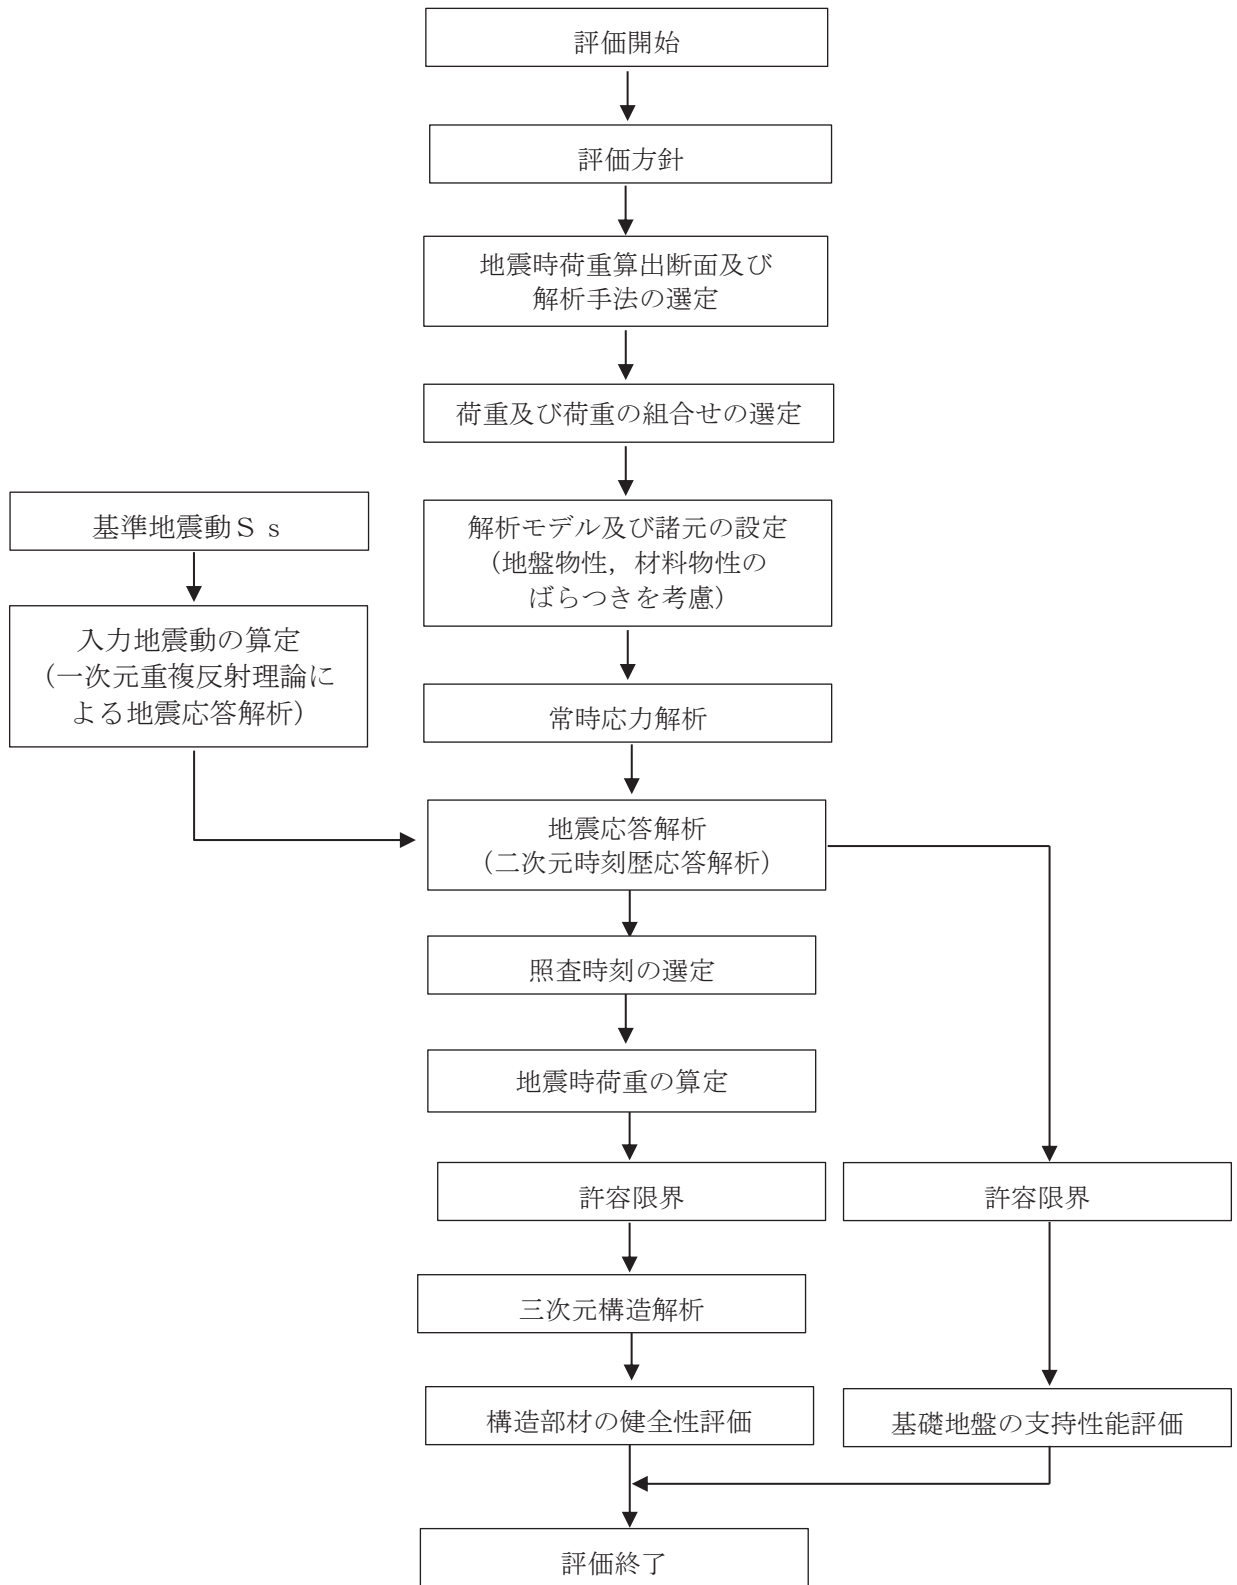 評価開始
評価方針
地震時荷重算出断面及び
解析手法の選定
荷重及び荷重の組合せの選定
基準地震動Ｓｓ
解析モデル及び諸元の設定
（地盤物性，材料物性の
ばらつきを考慮）
入力地震動の算定
（一次元重複反射理論に
よる地震応答解析）
常時応力解析
地震応答解析
（二次元時刻歴応答解析）
照査時刻の選定
地震時荷重の算定
許容限界
許容限界
三次元構造解析
構造部材の健全性評価
基礎地盤の支持性能評価
評価終了